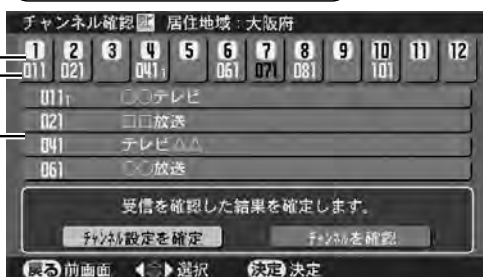 チャンネル確認 居住地域：大阪府
1 2 3 4 5 6 7 8 9 10 11 12
011 021 041₁ 061 071 081 101
011₁ ○○テレビ
021 □□放送
041 テレビ△△
061 ○○放送
受信を確認した結果を確定します。
チャンネル設定を確定 チャンネルを確認
戻る 前画面 選択 決定 決定